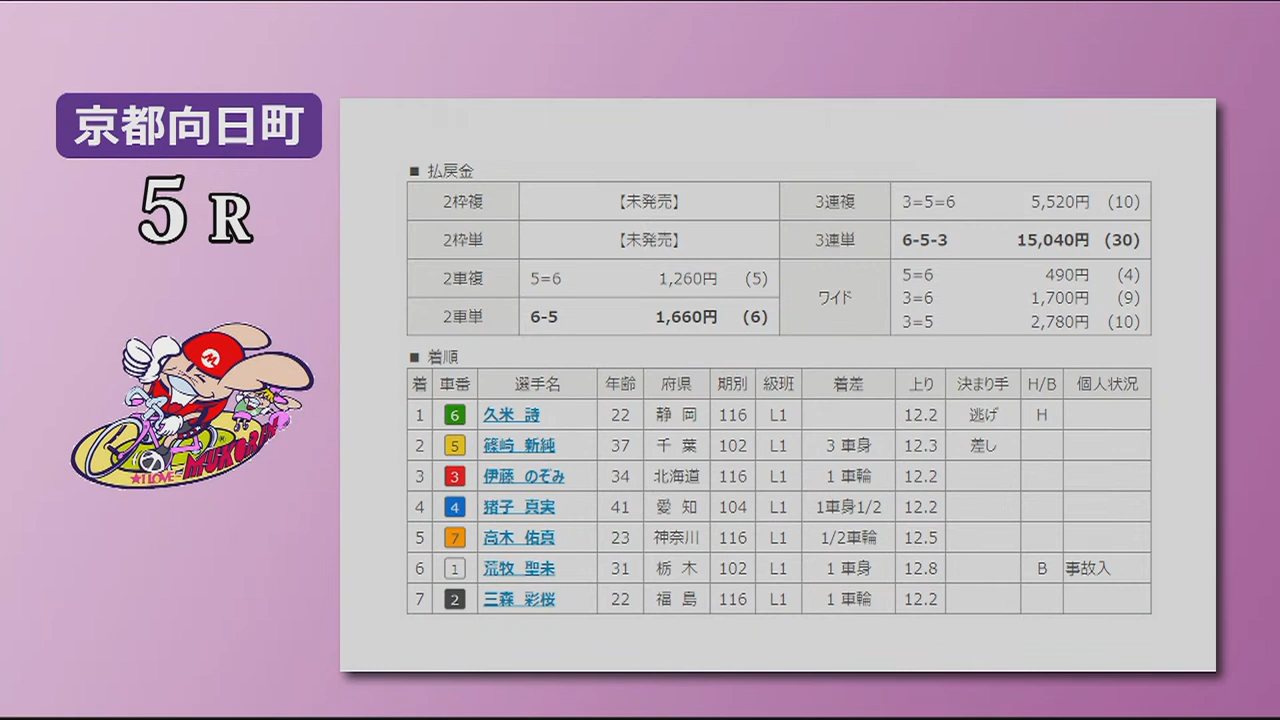 京都向日町
5R
M
★I LOVE MUKORIN
■ 払戻金
2枠複 【未発売】 3連複 3=5=6 5,520円 (10)
2枠単 【未発売】 3連単 6-5-3 15,040円 (30)
2車複 5=6 1,260円 (5)
2車単 6-5 1,660円 (6)
ワイド
5=6 490円 (4)
3=6 1,700円 (9)
3=5 2,780円 (10)
■ 着順
着 車番 選手名 年齢 府県 期別 級班 着差 上り 決まり手 H/B 個人状況
1 6 久米 詩 22 静 岡 116 L1 12.2 逃げ H
2 5 篠崎 新純 37 千 葉 102 L1 3 車身 12.3 差し
3 3 伊藤 のぞみ 34 北海道 116 L1 1 車輪 12.2
4 4 猪子 真実 41 愛 知 104 L1 1車身1/2 12.2
5 7 高木 佑真 23 神奈川 116 L1 1/2車輪 12.5
6 1 荒牧 聖未 31 栃 木 102 L1 1 車身 12.8 B 事故入
7 2 三森 彩桜 22 福 島 116 L1 1 車輪 12.2